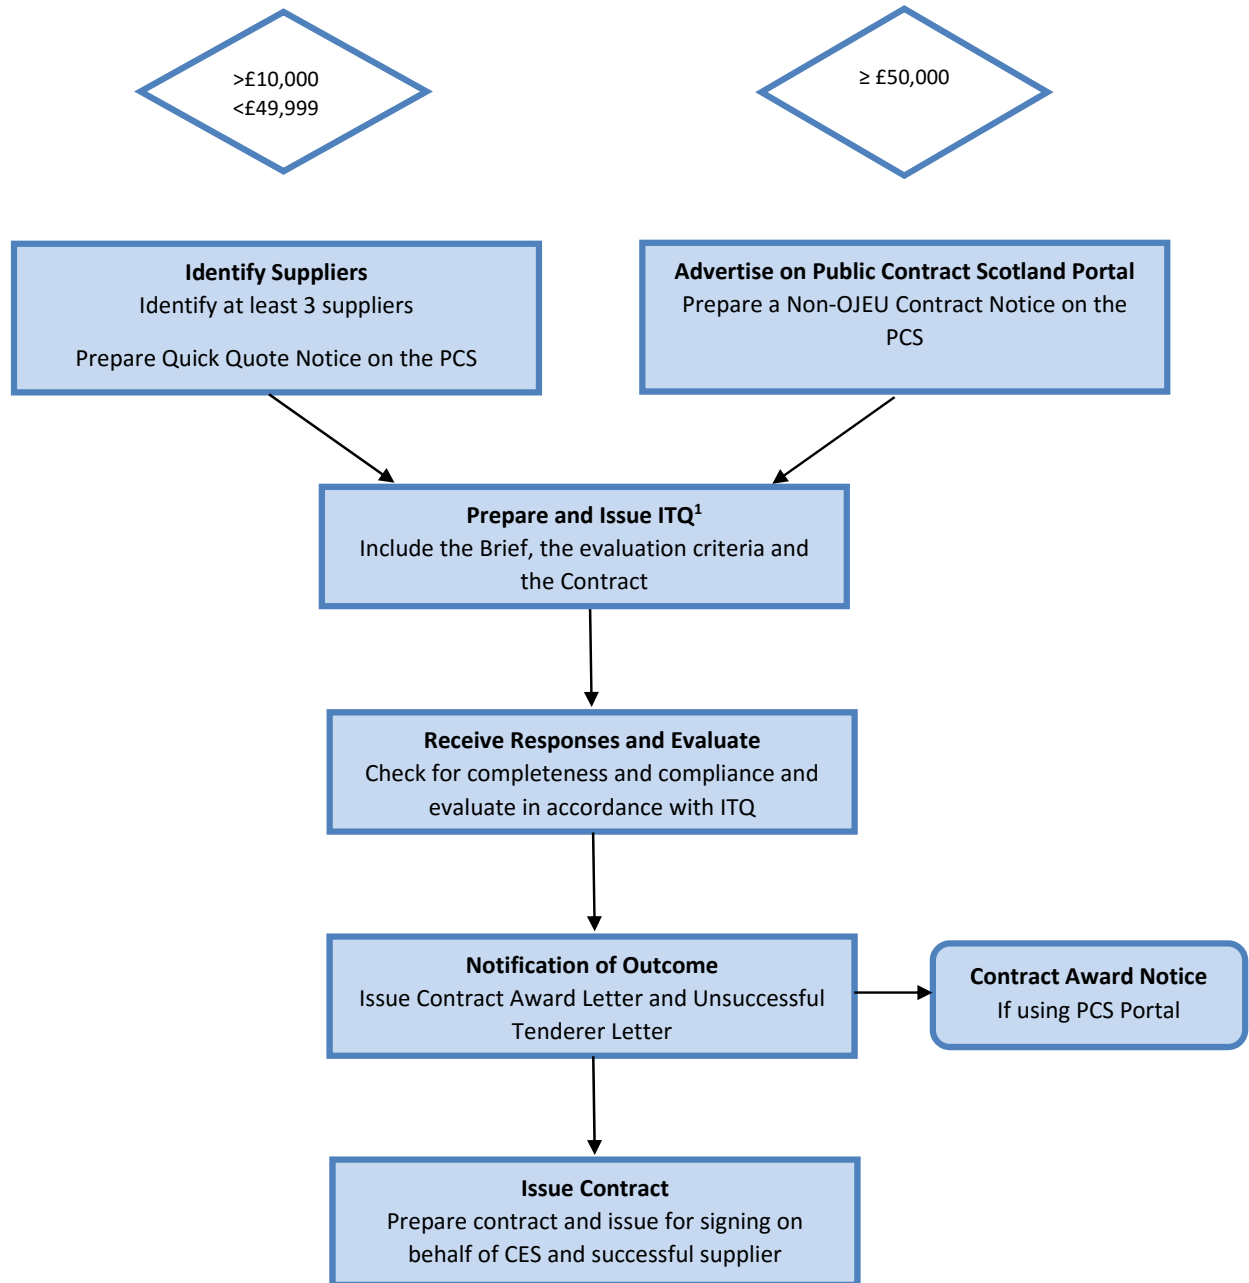 >£10,000
<£49,999
≥ £50,000
Identify Suppliers
Identify at least 3 suppliers
Prepare Quick Quote Notice on the PCS
Advertise on Public Contract Scotland Portal
Prepare a Non-OJEU Contract Notice on the
PCS
Prepare and Issue ITQ¹
Include the Brief, the evaluation criteria and
the Contract
Receive Responses and Evaluate
Check for completeness and compliance and
evaluate in accordance with ITQ
Notification of Outcome
Issue Contract Award Letter and Unsuccessful
Tenderer Letter
Contract Award Notice
If using PCS Portal
Issue Contract
Prepare contract and issue for signing on
behalf of CES and successful supplier